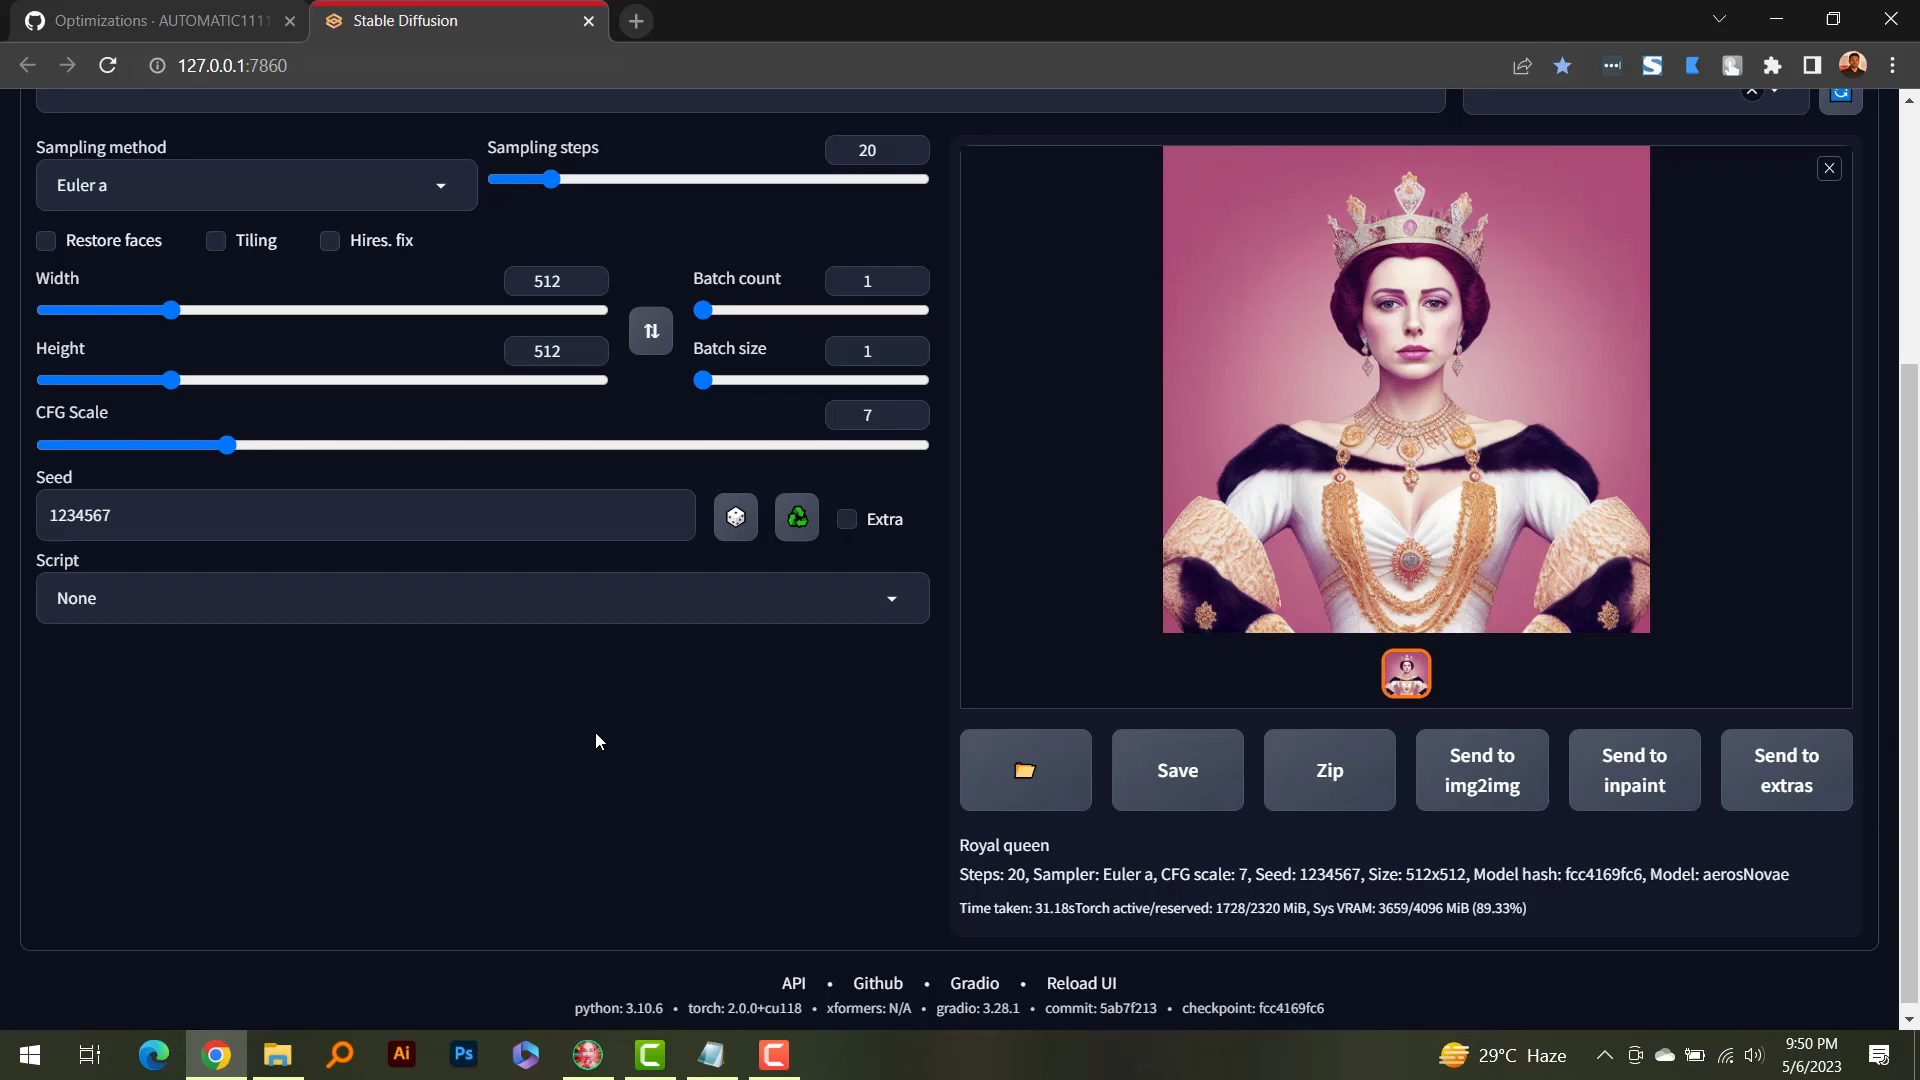 Optimizations · AUTOMATIC1111
Stable Diffusion
127.0.0.1:7860
Sampling method
Sampling steps
20
Euler a
Restore faces
Tiling
Hires. fix
Width
512
Batch count
1
Height
512
Batch size
1
CFG Scale
7
Seed
1234567
Extra
Script
None
Save
Zip
Send to
img2img
Send to
inpaint
Send to
extras
Royal queen
Steps: 20, Sampler: Euler a, CFG scale: 7, Seed: 1234567, Size: 512x512, Model hash: fcc4169fc6, Model: aerosNovae
Time taken: 31.18sTorch active/reserved: 1728/2320 MiB, Sys VRAM: 3659/4096 MiB (89.33%)
API • Github • Gradio • Reload UI
python: 3.10.6 • torch: 2.0.0+cu118 • xformers: N/A • gradio: 3.28.1 • commit: 5ab7f213 • checkpoint: fcc4169fc6
Ai
Ps
29°C Haze
9:50 PM
5/6/2023